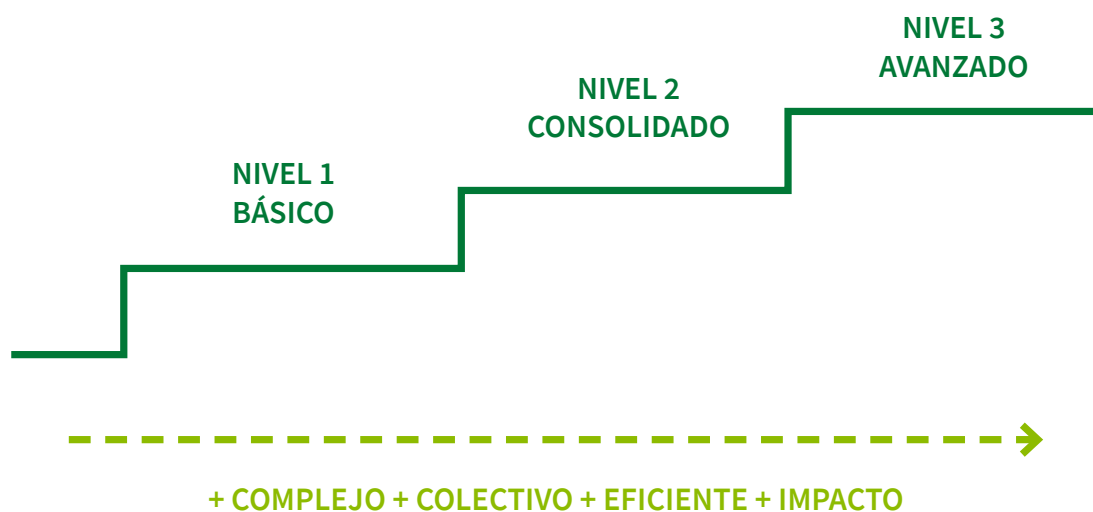 NIVEL 3
AVANZADO
NIVEL 2
CONSOLIDADO
NIVEL 1
BÁSICO
+ COMPLEJO + COLECTIVO + EFICIENTE + IMPACTO